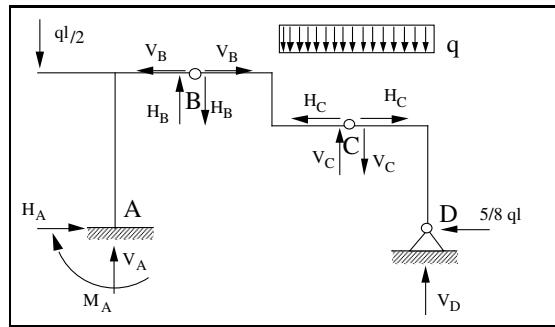 ql/2
V_B V_B
q
B
H_B H_B
H_C H_C
C
V_C V_C
A
D
H_A
5/8 ql
V_A
M_A
V_D